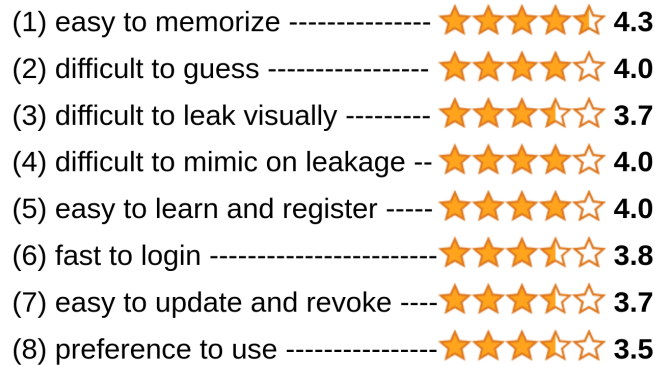 (1) easy to memorize --------------- 4.3
(2) difficult to guess ----------------- 4.0
(3) difficult to leak visually --------- 3.7
(4) difficult to mimic on leakage -- 4.0
(5) easy to learn and register ----- 4.0
(6) fast to login ------------------------ 3.8
(7) easy to update and revoke ---- 3.7
(8) preference to use ---------------- 3.5